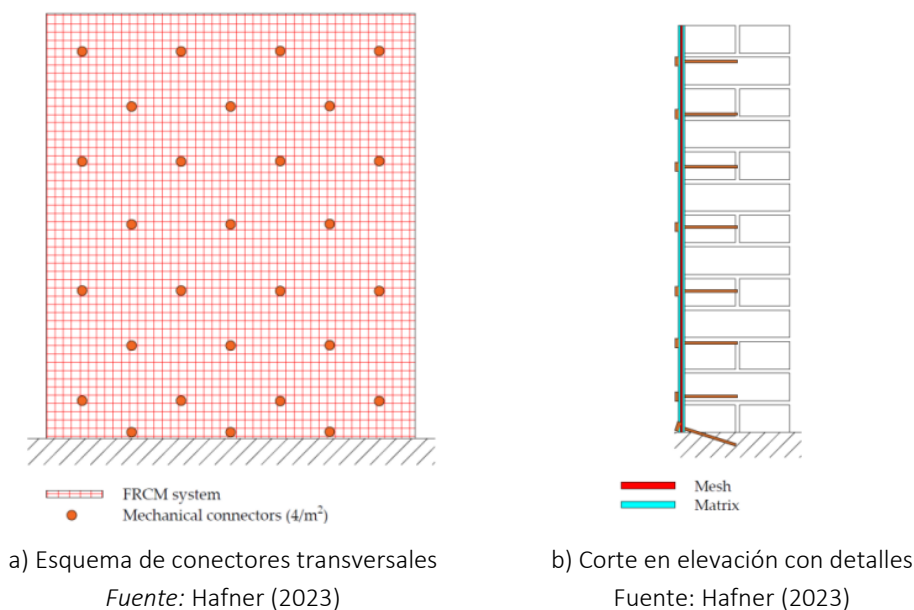 FRCM system
Mechanical connectors (4/m²)
Mesh
Matrix
a) Esquema de conectores transversales
Fuente: Hafner (2023)
b) Corte en elevación con detalles
Fuente: Hafner (2023)